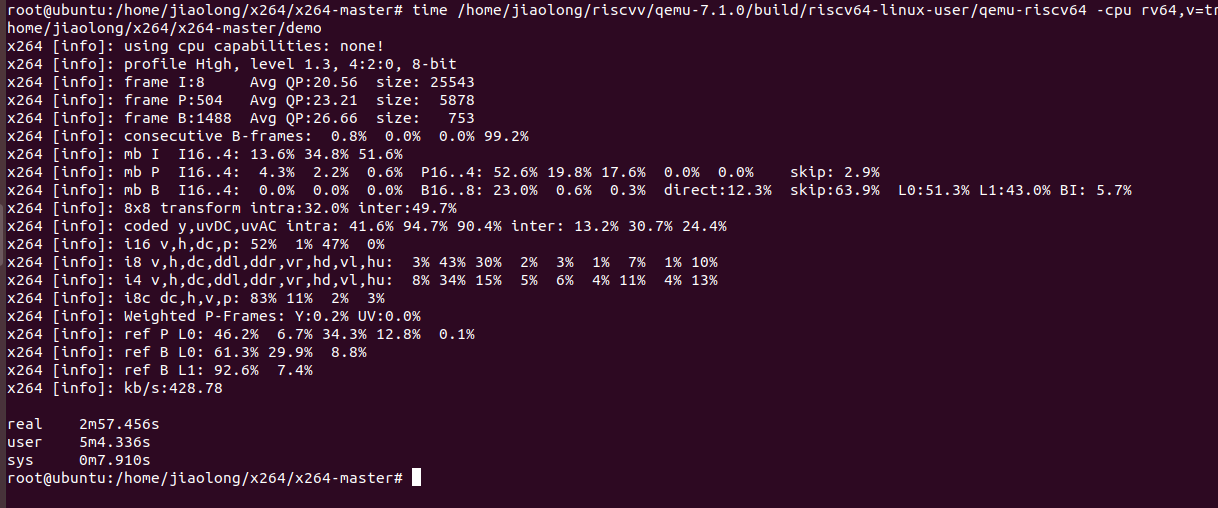 root@ubuntu:/home/jiaolong/x264/x264-master# time /home/jiaolong/riscvv/qemu-7.1.0/build/riscv64-linux-user/qemu-riscv64 -cpu rv64,v=tr
home/jiaolong/x264/x264-master/demo
x264 [info]: using cpu capabilities: none!
x264 [info]: profile High, level 1.3, 4:2:0, 8-bit
x264 [info]: frame I:8     Avg QP:20.56  size: 25543
x264 [info]: frame P:504   Avg QP:23.21  size:  5878
x264 [info]: frame B:1488  Avg QP:26.66  size:   753
x264 [info]: consecutive B-frames:  0.8%  0.0%  0.0% 99.2%
x264 [info]: mb I  I16..4: 13.6% 34.8% 51.6%
x264 [info]: mb P  I16..4:  4.3%  2.2%  0.6%  P16..4: 52.6% 19.8% 17.6%  0.0%  0.0%    skip: 2.9%
x264 [info]: mb B  I16..4:  0.0%  0.0%  0.0%  B16..8: 23.0%  0.6%  0.3%  direct:12.3%  skip:63.9%  L0:51.3% L1:43.0% BI: 5.7%
x264 [info]: 8x8 transform intra:32.0% inter:49.7%
x264 [info]: coded y,uvDC,uvAC intra: 41.6% 94.7% 90.4% inter: 13.2% 30.7% 24.4%
x264 [info]: i16 v,h,dc,p: 52%  1% 47%  0%
x264 [info]: i8 v,h,dc,ddl,ddr,vr,hd,vl,hu:  3% 43% 30%  2%  3%  1%  7%  1% 10%
x264 [info]: i4 v,h,dc,ddl,ddr,vr,hd,vl,hu:  8% 34% 15%  5%  6%  4% 11%  4% 13%
x264 [info]: i8c dc,h,v,p: 83% 11%  2%  3%
x264 [info]: Weighted P-Frames: Y:0.2% UV:0.0%
x264 [info]: ref P L0: 46.2%  6.7% 34.3% 12.8%  0.1%
x264 [info]: ref B L0: 61.3% 29.9%  8.8%
x264 [info]: ref B L1: 92.6%  7.4%
x264 [info]: kb/s:428.78
real    2m57.456s
user    5m4.336s
sys     0m7.910s
root@ubuntu:/home/jiaolong/x264/x264-master#